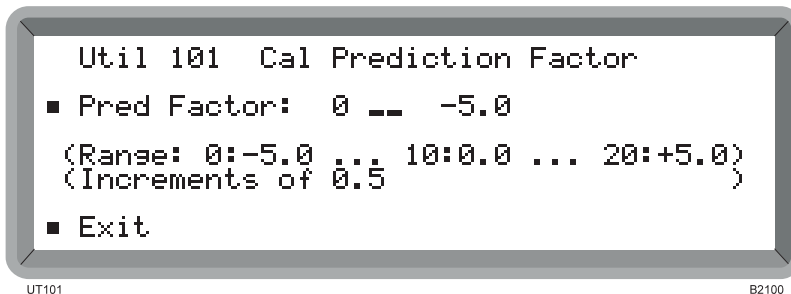 Util 101 Cal Prediction Factor
■ Pred Factor: 0 __ -5.0
(Range: 0:-5.0 ... 10:0.0 ... 20:+5.0)
(Increments of 0.5 )
■ Exit
UT101 B2100